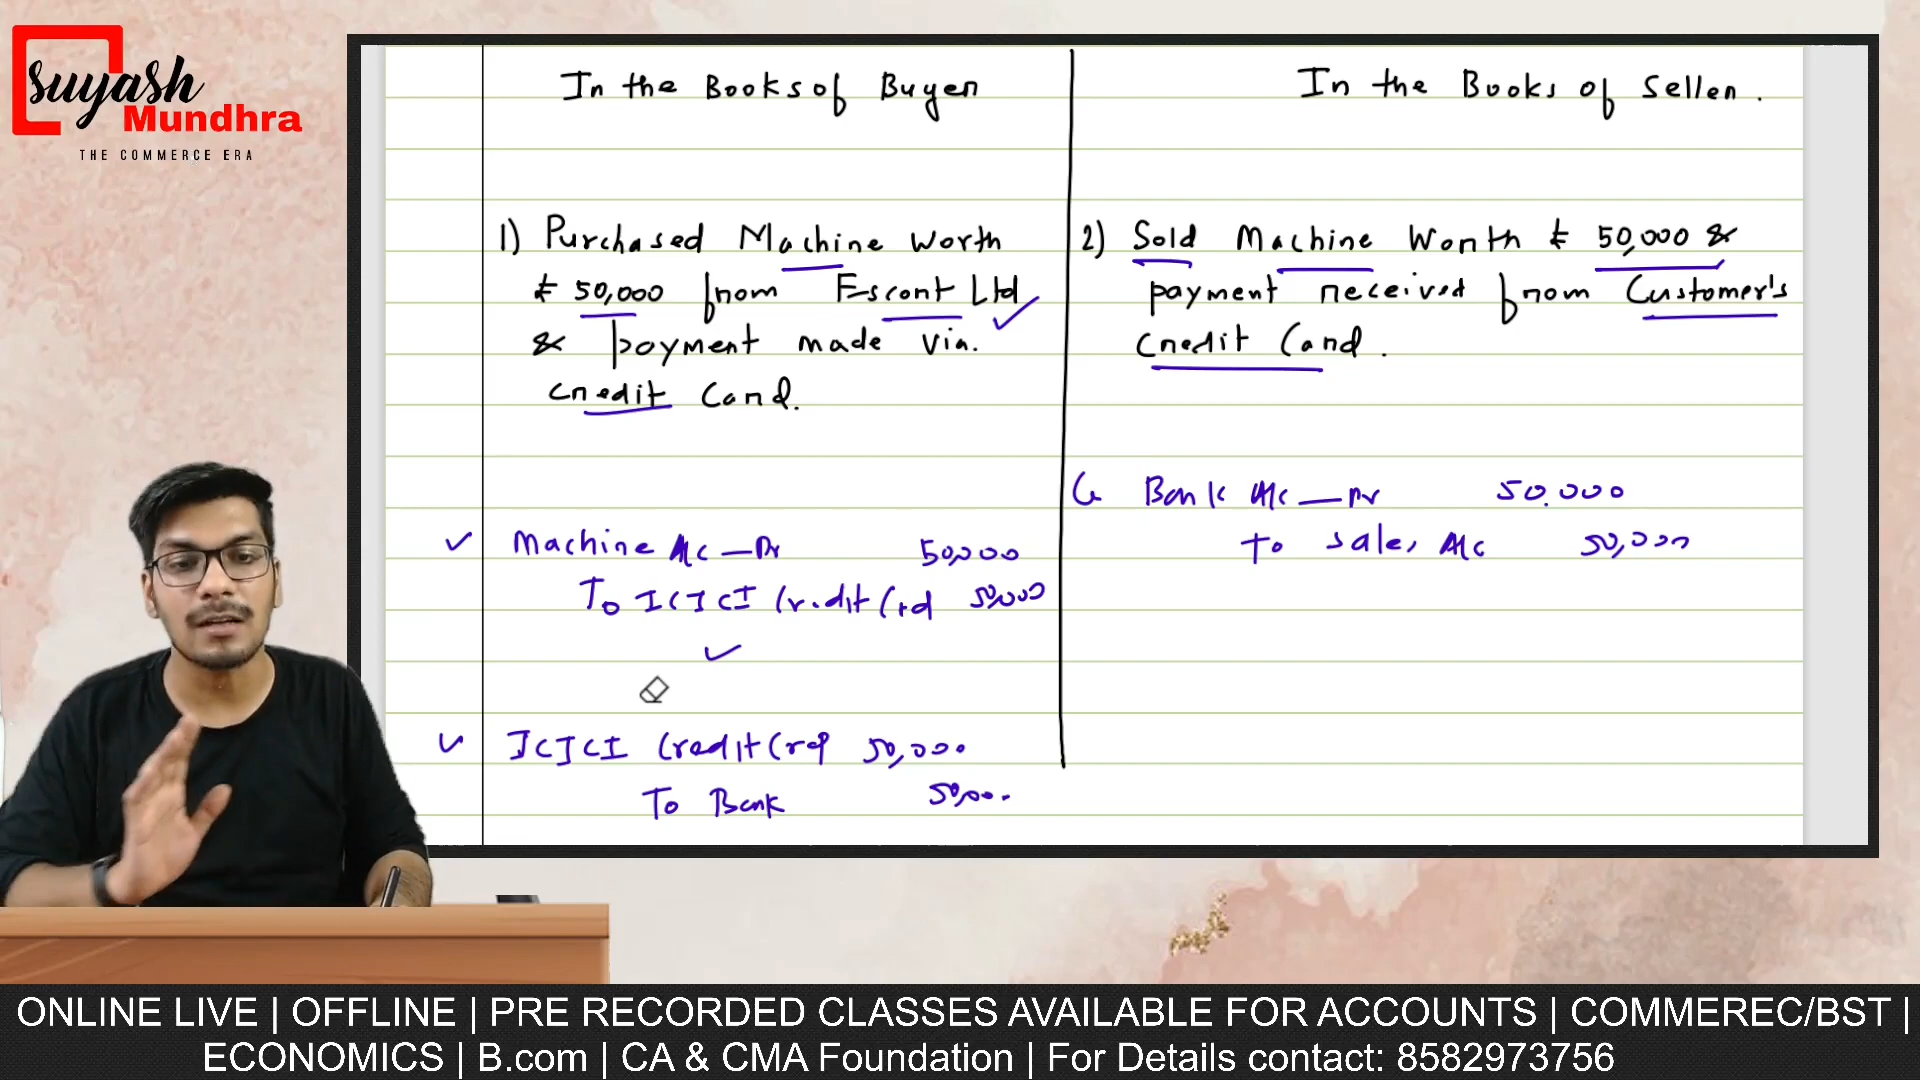 suyash
Mundhra
THE COMMERCE ERA
In the Books of Buyer
1) Purchased Machine Worth
₹ 50,000 from Escort Ltd
& payment made via.
credit Card.
Machine A/c — Dr 50,000
To ICICI Credit Crd 50,000
ICICI Credit Crd 50,000
To Bank 50,000
In the Books of Seller.
2) Sold Machine Worth ₹ 50,000 &
payment received from Customer's
credit Card.
Bank A/c — Dr 50,000
To sales A/c 50,000
ONLINE LIVE | OFFLINE | PRE RECORDED CLASSES AVAILABLE FOR ACCOUNTS | COMMEREC/BST |
ECONOMICS | B.com | CA & CMA Foundation | For Details contact: 8582973756